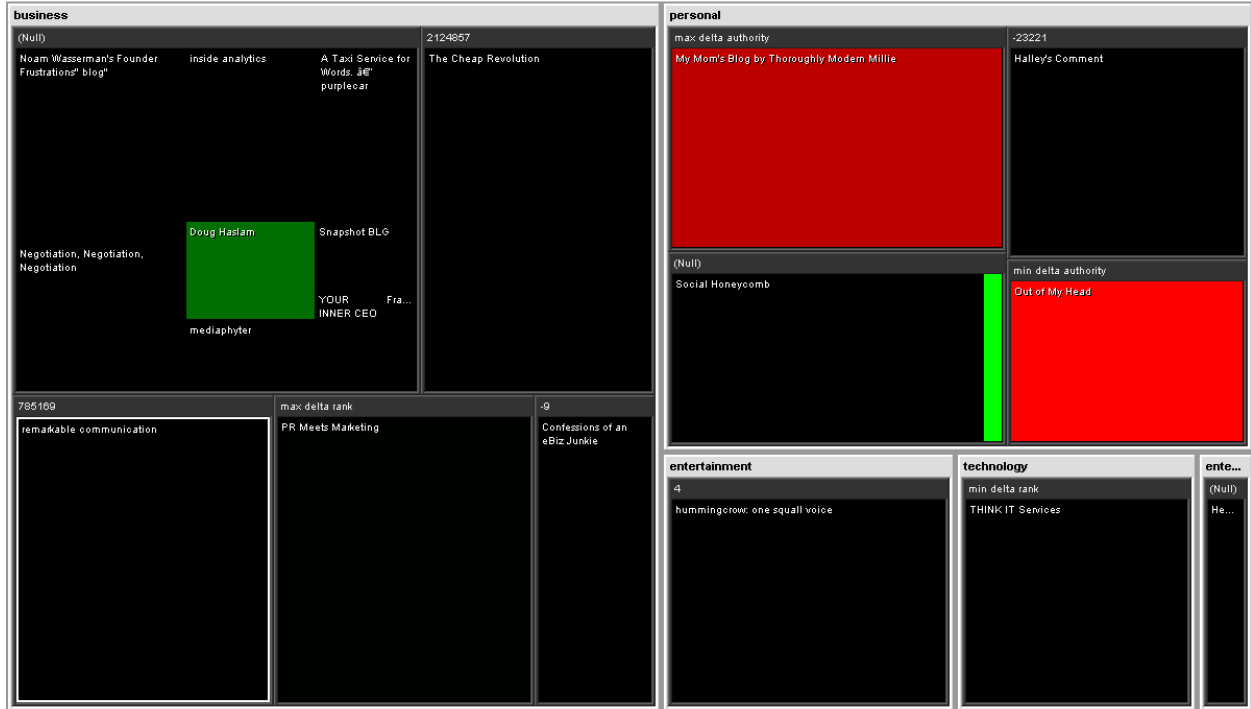 business
(Null)
Noam Wasserman's Founder
Frustrations" blog"
inside analytics
A Taxi Service for
Words. â€"
purplecar
Negotiation, Negotiation,
Negotiation
Doug Haslam
Snapshot BLG
YOUR
INNER CEO
Fra...
mediaphyter
2124857
The Cheap Revolution
785169
remarkable communication
max delta rank
PR Meets Marketing
-9
Confessions of an
eBiz Junkie
personal
max delta authority
My Mom's Blog by Thoroughly Modern Millie
-23221
Halley's Comment
(Null)
Social Honeycomb
min delta authority
Out of My Head
entertainment
4
hummingcrow: one squall voice
technology
min delta rank
THINK IT Services
ente...
(Null)
He...